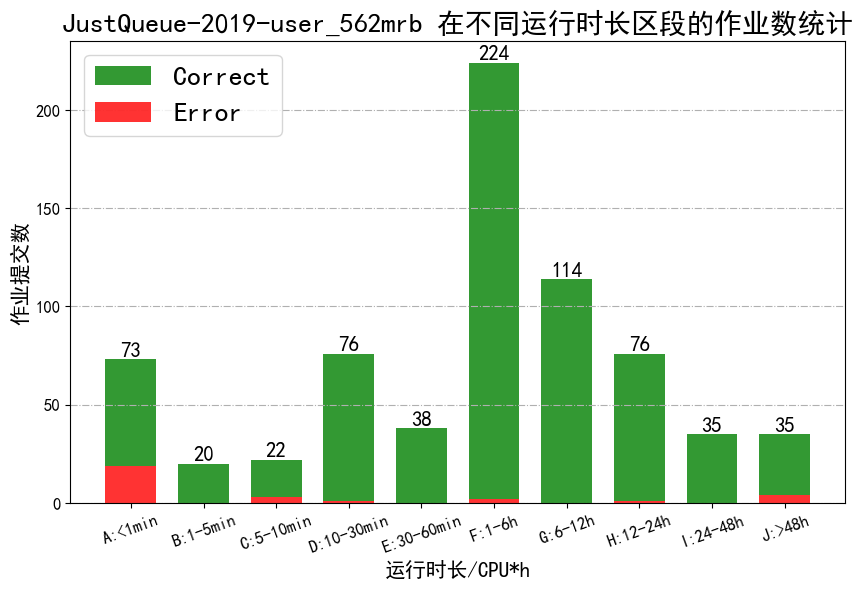 JustQueue-2019-user_562mrb 在不同运行时长区段的作业数统计
Correct
Error
作业提交数
200
150
100
50
0
73
20
22
76
38
224
114
76
35
35
A:<1min
B:1-5min
C:5-10min
D:10-30min
E:30-60min
F:1-6h
G:6-12h
H:12-24h
I:24-48h
J:>48h
运行时长/CPU*h